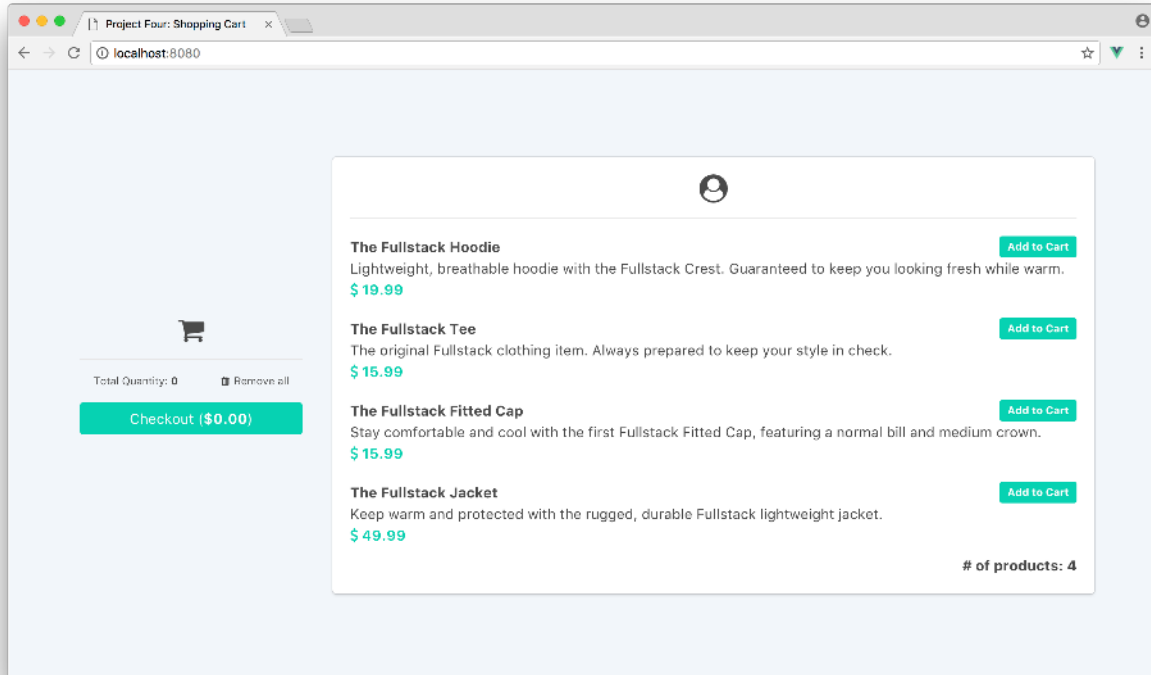 Project Four: Shopping Cart
localhost:8080
Total Quantity: 0 Remove all
Checkout ($0.00)
The Fullstack Hoodie Add to Cart
Lightweight, breathable hoodie with the Fullstack Crest. Guaranteed to keep you looking fresh while warm.
$ 19.99
The Fullstack Tee Add to Cart
The original Fullstack clothing item. Always prepared to keep your style in check.
$ 15.99
The Fullstack Fitted Cap Add to Cart
Stay comfortable and cool with the first Fullstack Fitted Cap, featuring a normal bill and medium crown.
$ 15.99
The Fullstack Jacket Add to Cart
Keep warm and protected with the rugged, durable Fullstack lightweight jacket.
$ 49.99
# of products: 4